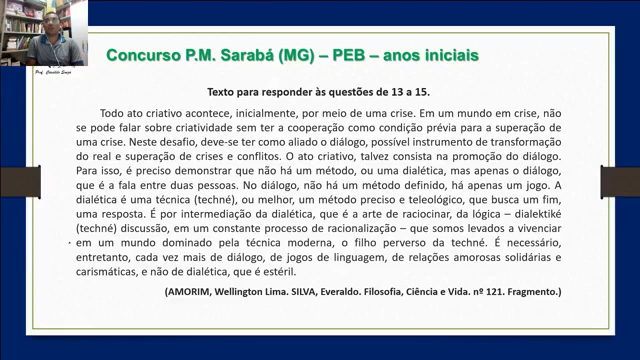 Concurso P.M. Sarabá (MG) – PEB – anos iniciais
Texto para responder às questões de 13 a 15.
Todo ato criativo acontece, inicialmente, por meio de uma crise. Em um mundo em crise, não
se pode falar sobre criatividade sem ter a cooperação como condição prévia para a superação de
uma crise. Neste desafio, deve-se ter como aliado o diálogo, possível instrumento de transformação
do real e superação de crises e conflitos. O ato criativo, talvez consista na promoção do diálogo.
Para isso, é preciso demonstrar que não há um método, ou uma dialética, mas apenas o diálogo,
que é a fala entre duas pessoas. No diálogo, não há um método definido, há apenas um jogo. A
dialética é uma técnica (techné), ou melhor, um método preciso e teleológico, que busca um fim,
uma resposta. É por intermediação da dialética, que é a arte de raciocinar, da lógica – dialektiké
(techné) discussão, em um constante processo de racionalização – que somos levados a vivenciar
em um mundo dominado pela técnica moderna, o filho perverso da techné. É necessário,
entretanto, cada vez mais de diálogo, de jogos de linguagem, de relações amorosas solidárias e
carismáticas, e não de dialética, que é estéril.
(AMORIM, Wellington Lima. SILVA, Everaldo. Filosofia, Ciência e Vida. nº 121. Fragmento.)